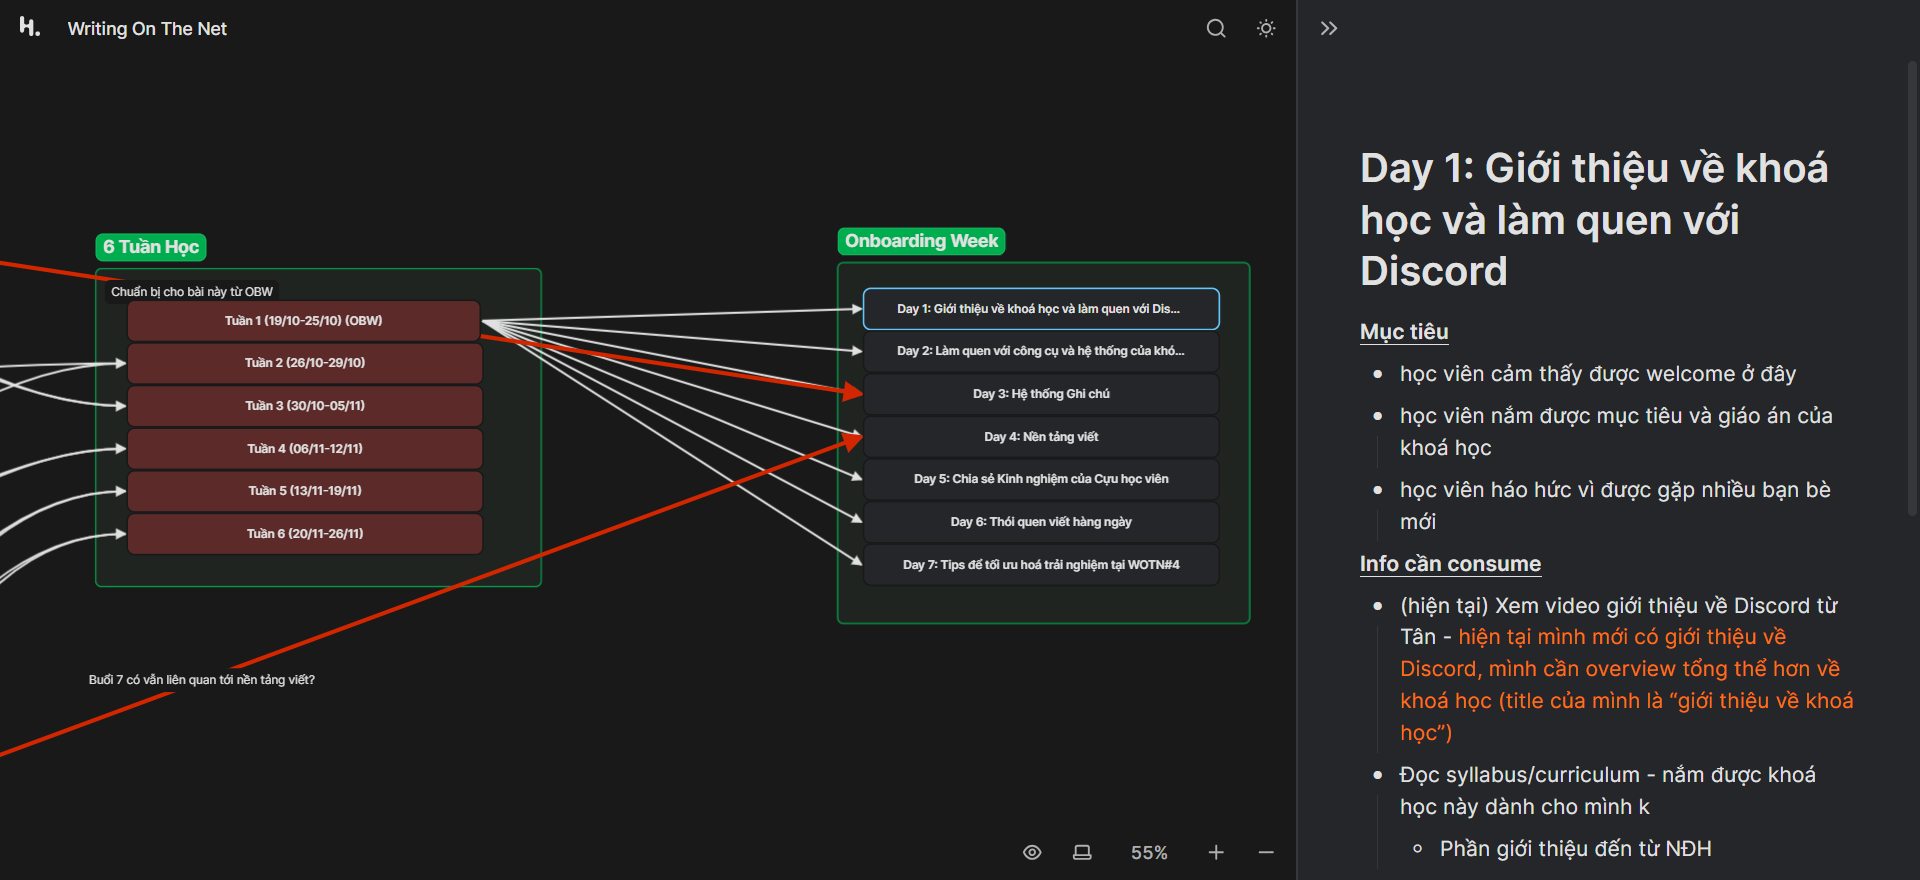 H. Writing On The Net
6 Tuần Học
Chuẩn bị cho bài này từ OBW
Tuần 1 (19/10-25/10) (OBW)
Tuần 2 (26/10-29/10)
Tuần 3 (30/10-05/11)
Tuần 4 (06/11-12/11)
Tuần 5 (13/11-19/11)
Tuần 6 (20/11-26/11)
Buổi 7 có vẫn liên quan tới nền tảng viết?
Onboarding Week
Day 1: Giới thiệu về khoá học và làm quen với Dis...
Day 2: Làm quen với công cụ và hệ thống của khó...
Day 3: Hệ thống Ghi chú
Day 4: Nền tảng viết
Day 5: Chia sẻ Kinh nghiệm của Cựu học viên
Day 6: Thói quen viết hàng ngày
Day 7: Tips để tối ưu hoá trải nghiệm tại WOTN#4
55%
Day 1: Giới thiệu về khoá
học và làm quen với
Discord
Mục tiêu
học viên cảm thấy được welcome ở đây
học viên nắm được mục tiêu và giáo án của
khoá học
học viên háo hức vì được gặp nhiều bạn bè
mới
Info cần consume
(hiện tại) Xem video giới thiệu về Discord từ
Tân - hiện tại mình mới có giới thiệu về
Discord, mình cần overview tổng thể hơn về
khoá học (title của mình là “giới thiệu về khoá
học”)
Đọc syllabus/curriculum - nắm được khoá
học này dành cho mình k
Phần giới thiệu đến từ NĐH